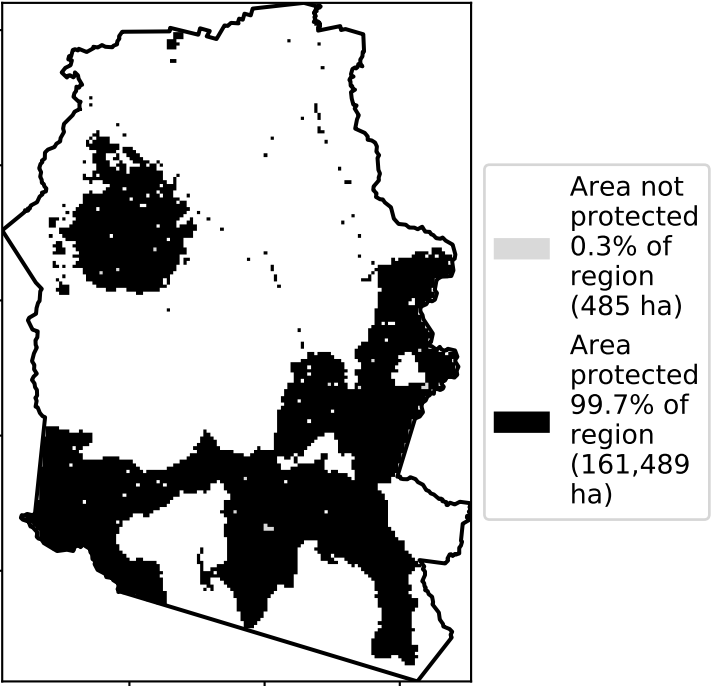 Area not
protected
0.3% of
region
(485 ha)
Area
protected
99.7% of
region
(161,489
ha)